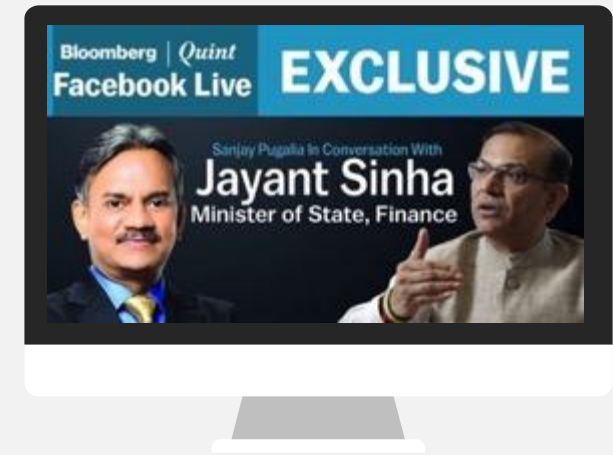 Bloomberg | Quint
Facebook Live
EXCLUSIVE
Sanjay Pugalia In Conversation With
Jayant Sinha
Minister of State, Finance